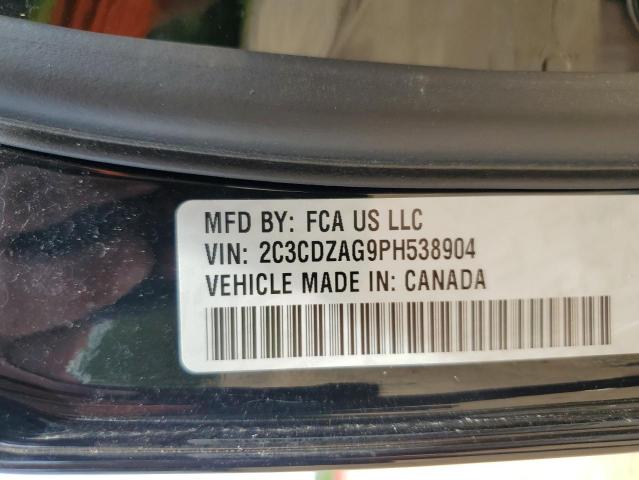 MFD BY: FCA US LLC
VIN: 2C3CDZAG9PH538904
VEHICLE MADE IN: CANADA